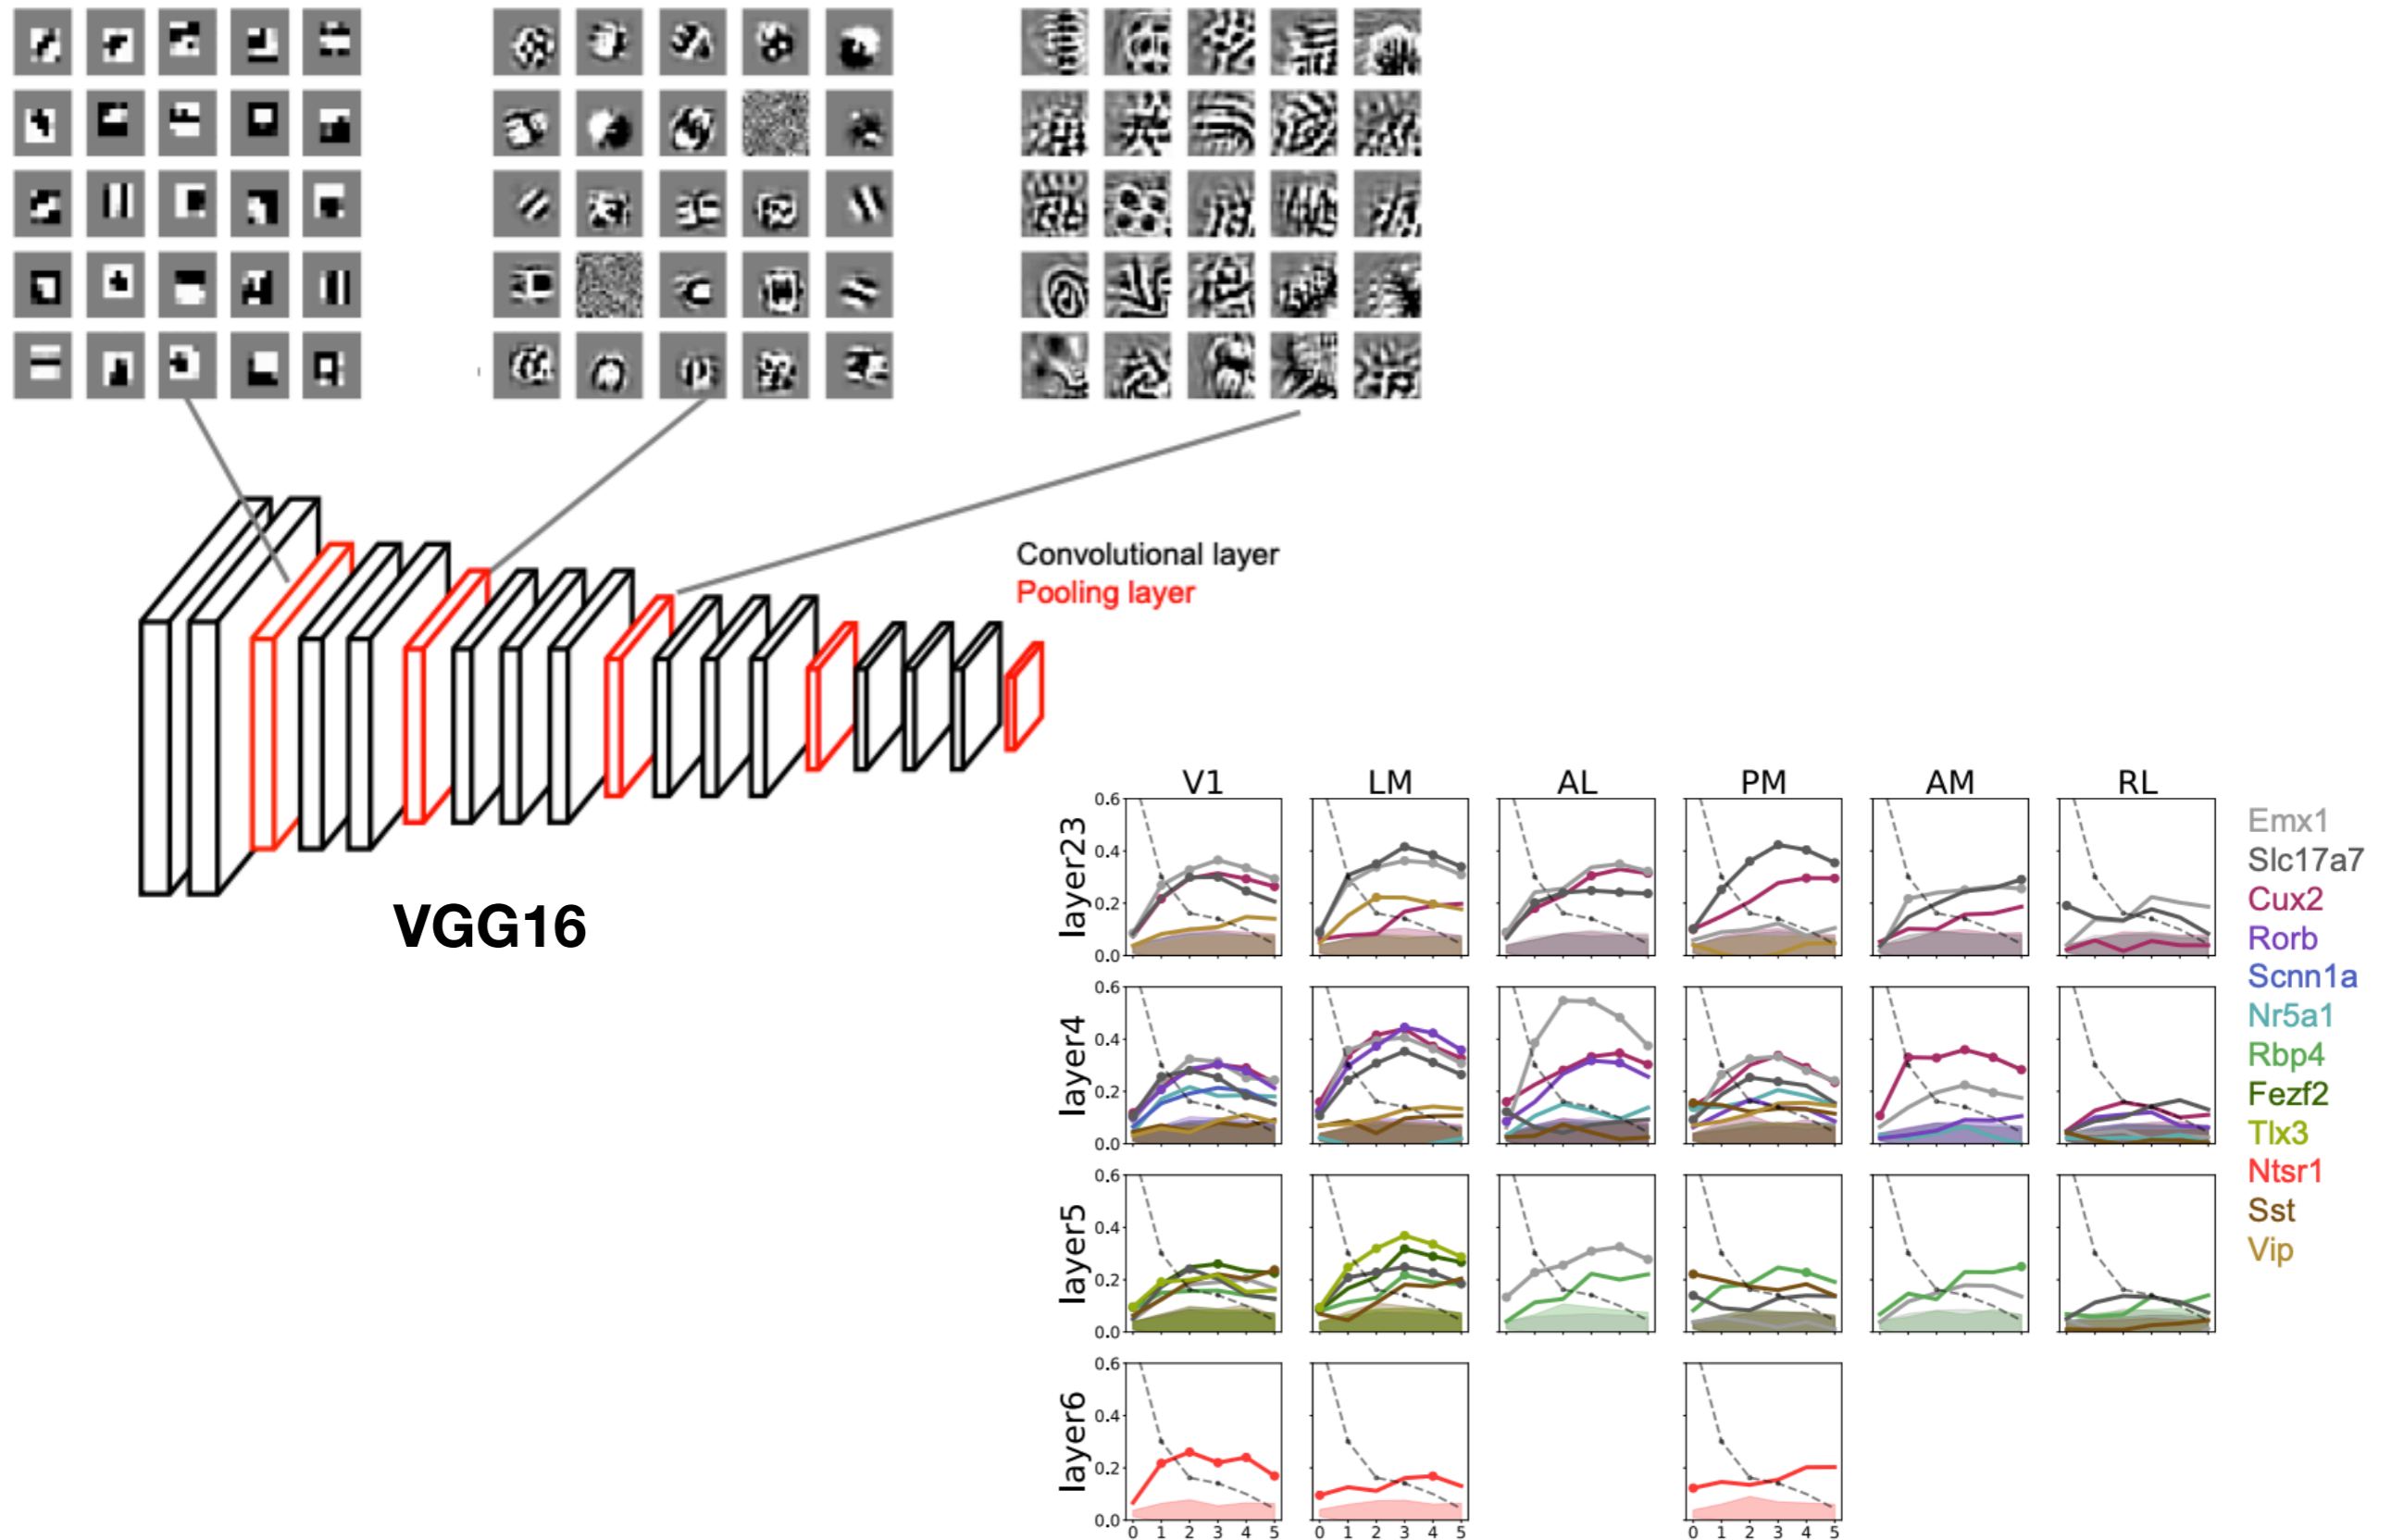 Convolutional layer
Pooling layer
VGG16
V1 LM AL PM AM RL
layer23
0.6
0.4
0.2
0.0
layer4
0.6
0.4
0.2
0.0
layer5
0.6
0.4
0.2
0.0
layer6
0.6
0.4
0.2
0.0
0 1 2 3 4 5 0 1 2 3 4 5 0 1 2 3 4 5
Emx1
Slc17a7
Cux2
Rorb
Scnn1a
Nr5a1
Rbp4
Fezf2
Tlx3
Ntsr1
Sst
Vip